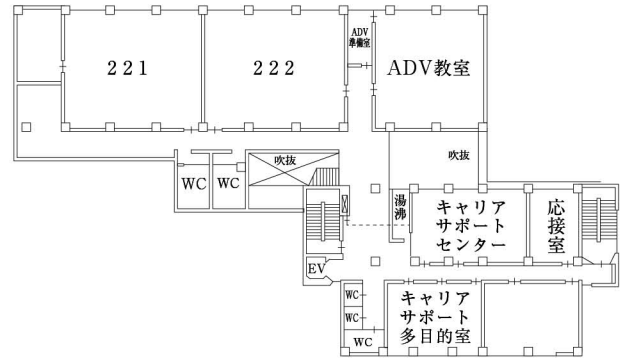 221
222
ADV
準備室
ADV教室
吹抜
吹抜
WC
WC
湯沸
キャリア
サポート
センター
応接室
EV
WC
WC
WC
キャリア
サポート
多目的室